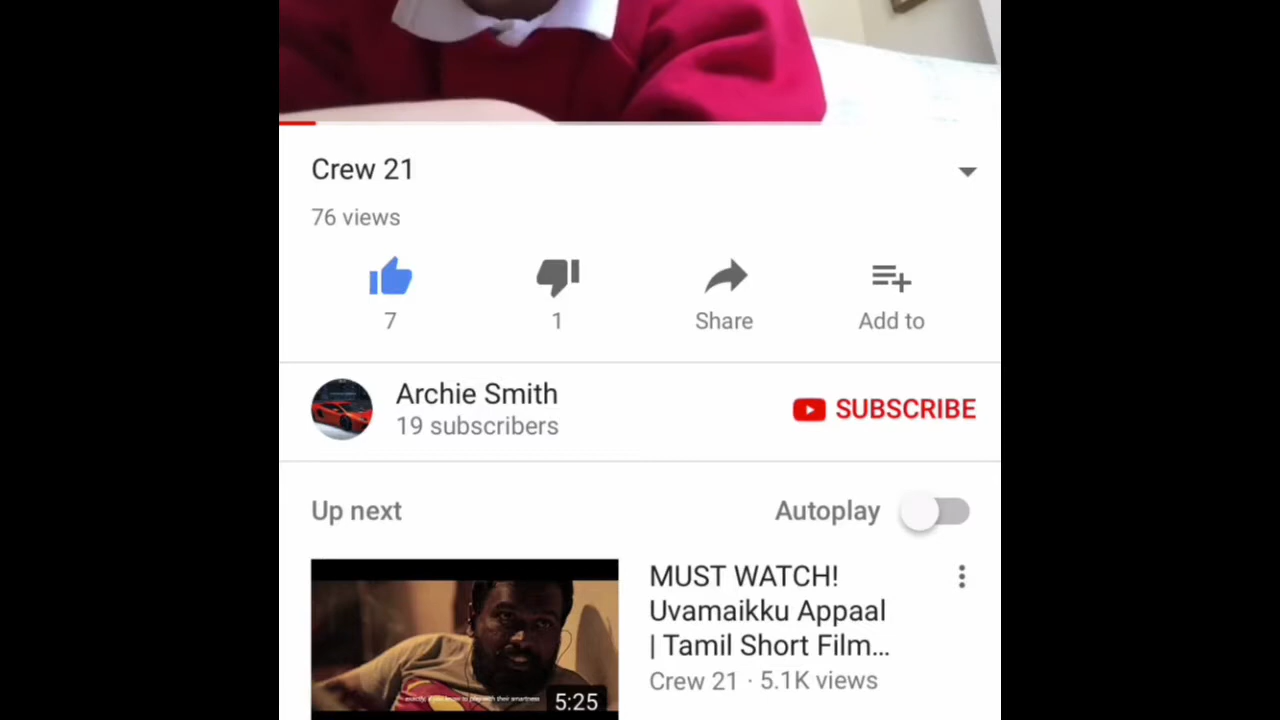 Crew 21
76 views
7
1
Share
Add to
Archie Smith
19 subscribers
SUBSCRIBE
Up next
Autoplay
MUST WATCH!
Uvamaikku Appaal
| Tamil Short Film...
Crew 21 · 5.1K views
5:25